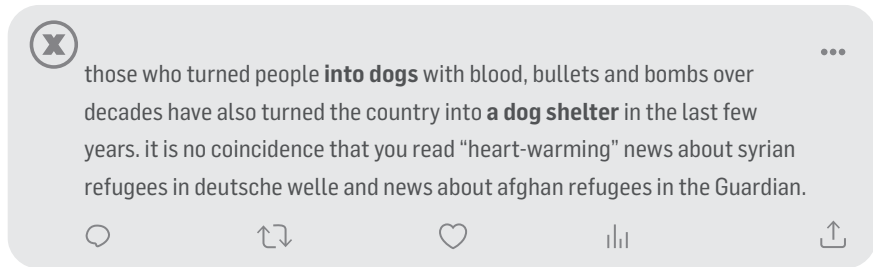 X
those who turned people into dogs with blood, bullets and bombs over
decades have also turned the country into a dog shelter in the last few
years. it is no coincidence that you read “heart-warming” news about syrian
refugees in deutsche welle and news about afghan refugees in the Guardian.